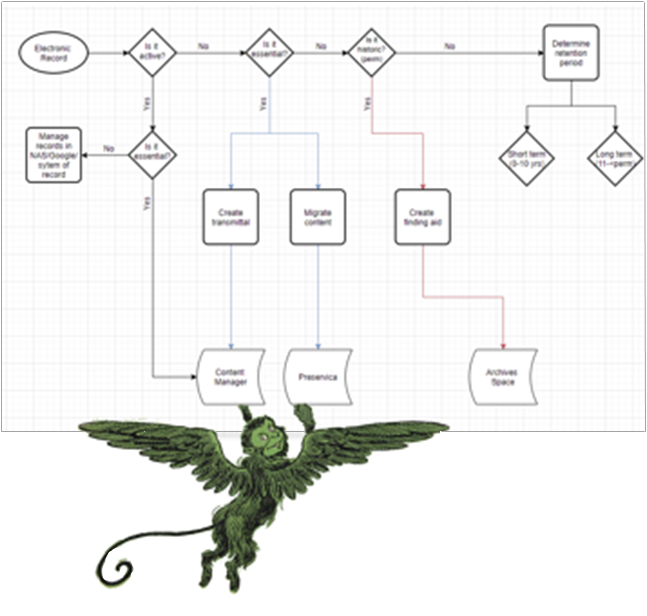 Electronic
Record
Is it
active?
No
Is it
essential?
No
Is it
historic?
(perm)
No
Determine
retention
period
Yes
Yes
Yes
Manage
records in
NAS/Google/
sytem of
record
No
Is it
essential?
Short term
(0-10 yrs)
Long term
(11-+perm)
Yes
Create
transmittal
Migrate
content
Create
finding aid
Content
Manager
Preservica
Archives
Space